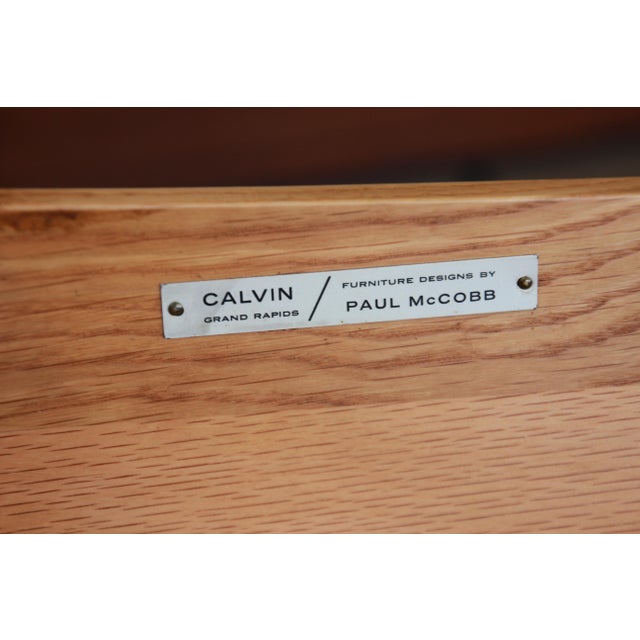 CALVIN
GRAND RAPIDS
/
FURNITURE DESIGNS BY
PAUL McCOBB